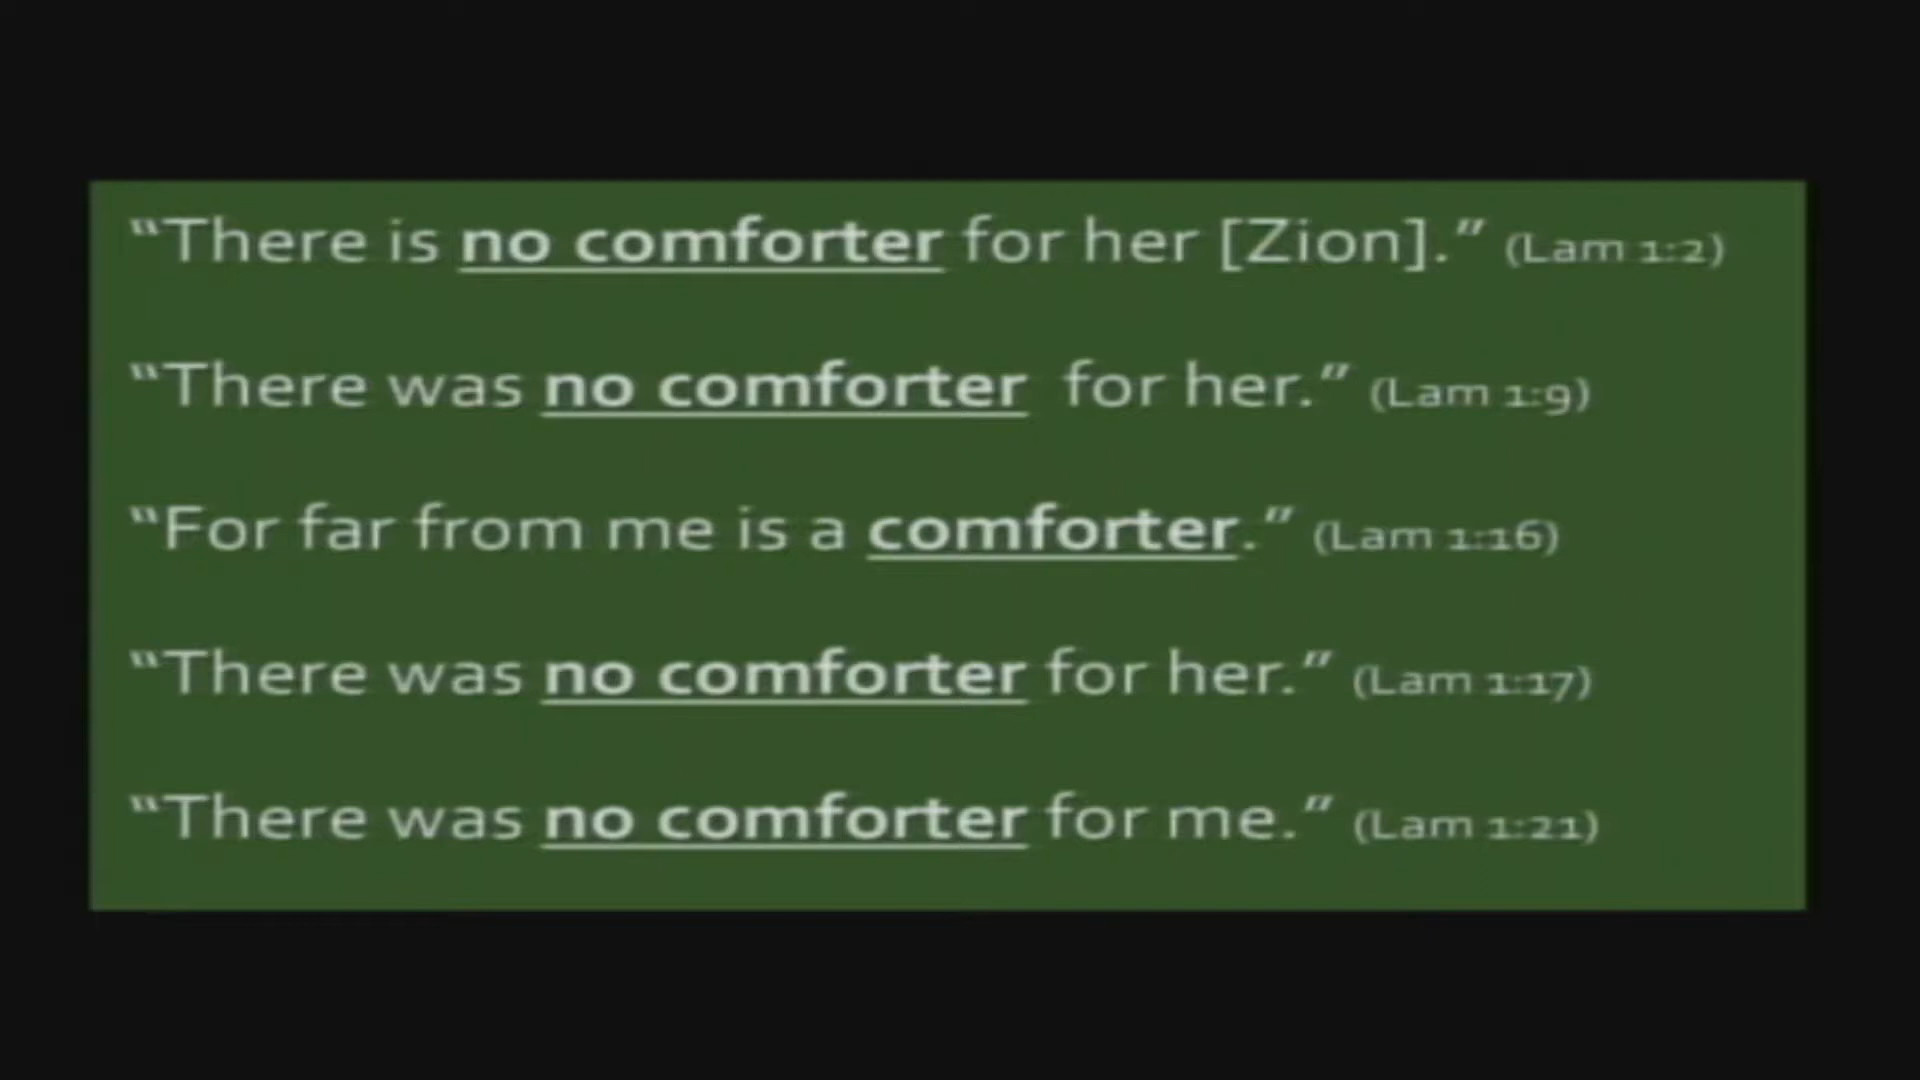 “There is no comforter for her [Zion].” (Lam 1:2)
“There was no comforter for her.” (Lam 1:9)
“For far from me is a comforter.” (Lam 1:16)
“There was no comforter for her.” (Lam 1:17)
“There was no comforter for me.” (Lam 1:21)